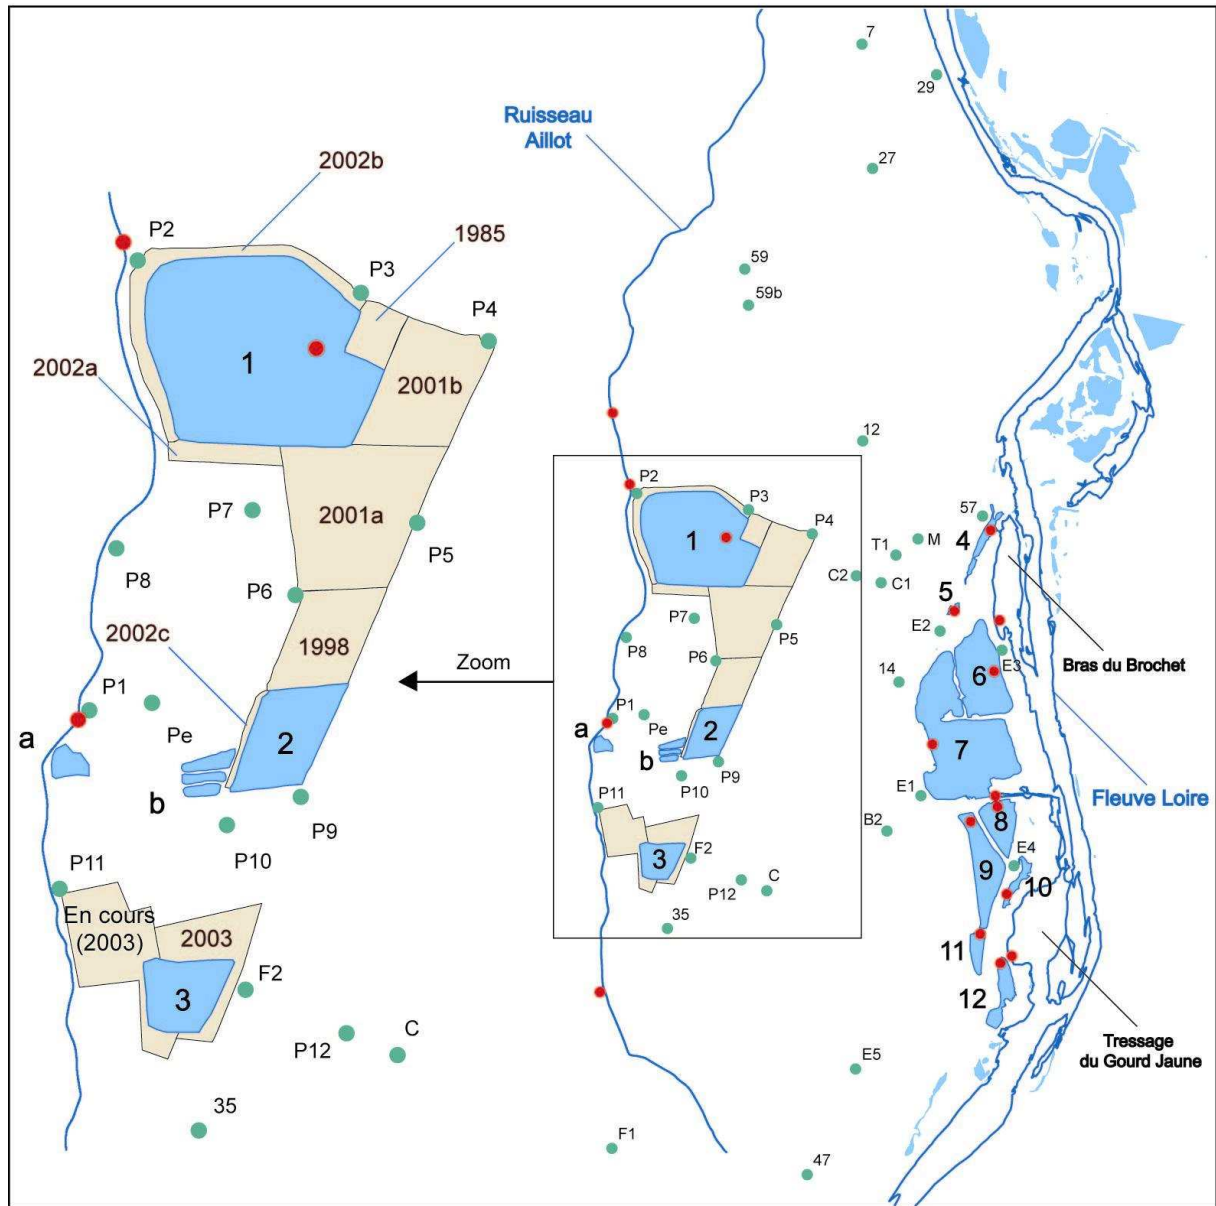 2002b
P2
1985
P3
P4
1
2002a
2001b
P7
2001a
P5
P8
P6
2002c
1998
P1
Pe
a
2
b
P9
P10
P11
En cours
(2003)
2003
3
F2
P12
C
35
Zoom
Ruisseau
Aillot
7
29
27
59
59b
12
P2
P3
P4
1
P7
P5
P8
P6
P1
Pe
a
2
b
P9
P10
P11
3
F2
P12
C
35
57
4
M
T1
C2
C1
5
E2
E3
Bras du Brochet
14
6
7
Fleuve Loire
E1
B2
8
E4
9
10
11
12
Tressage
du Gourd Jaune
E5
F1
47